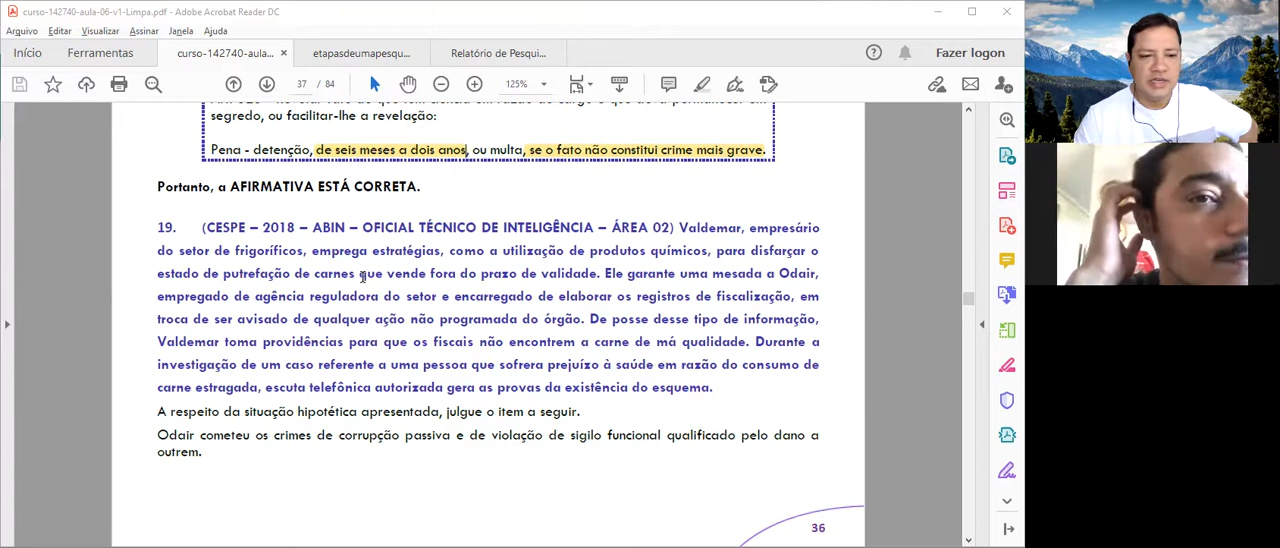 curso-142740-aula-06-v1-Limpa.pdf - Adobe Acrobat Reader DC
Arquivo Editar Visualizar Assinar Janela Ajuda
Início Ferramentas curso-142740-aula... × etapasdeumapesqu... Relatório de Pesqui... Fazer logon
37 / 84 125%
segredo, ou facilitar-lhe a revelação:
Pena - detenção, de seis meses a dois anos, ou multa, se o fato não constitui crime mais grave.
Portanto, a AFIRMATIVA ESTÁ CORRETA.
19. (CESPE – 2018 – ABIN – OFICIAL TÉCNICO DE INTELIGÊNCIA – ÁREA 02) Valdemar, empresário
do setor de frigoríficos, emprega estratégias, como a utilização de produtos químicos, para disfarçar o
estado de putrefação de carnes que vende fora do prazo de validade. Ele garante uma mesada a Odair,
empregado de agência reguladora do setor e encarregado de elaborar os registros de fiscalização, em
troca de ser avisado de qualquer ação não programada do órgão. De posse desse tipo de informação,
Valdemar toma providências para que os fiscais não encontrem a carne de má qualidade. Durante a
investigação de um caso referente a uma pessoa que sofrera prejuízo à saúde em razão do consumo de
carne estragada, escuta telefônica autorizada gera as provas da existência do esquema.
A respeito da situação hipotética apresentada, julgue o item a seguir.
Odair cometeu os crimes de corrupção passiva e de violação de sigilo funcional qualificado pelo dano a
outrem.
36